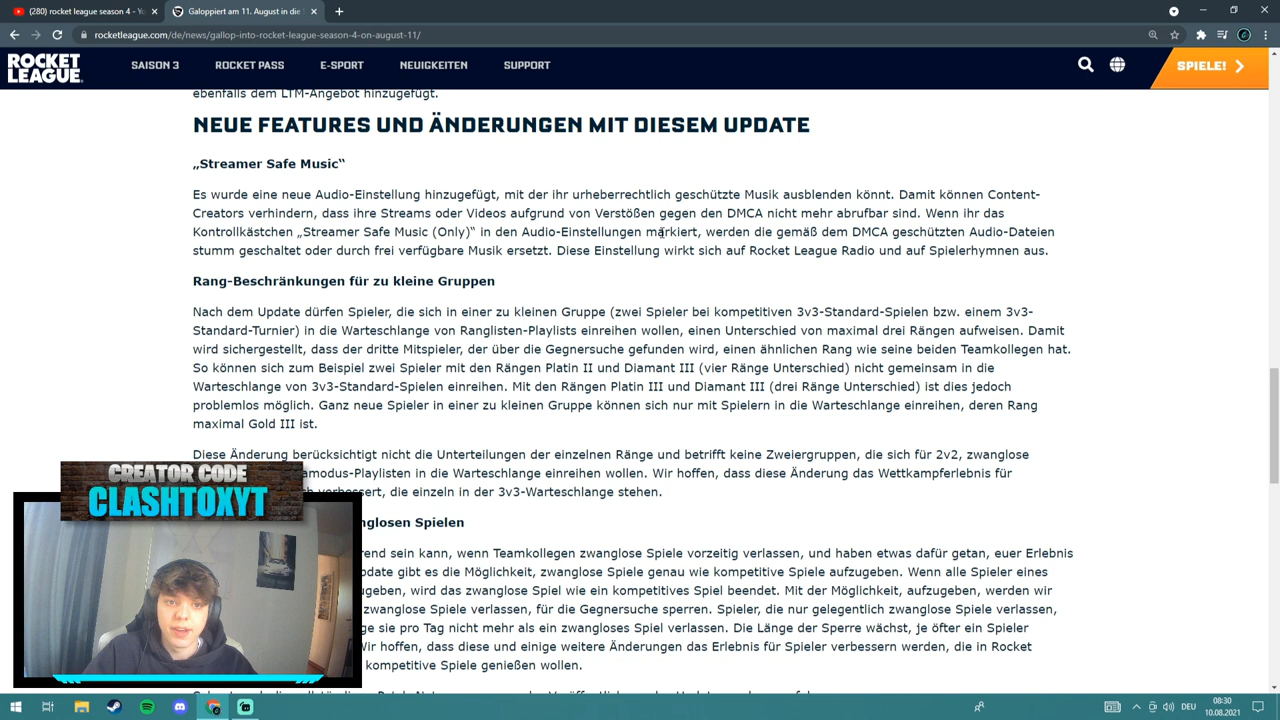 (280) rocket league season 4 - Yo
Galoppiert am 11. August in die S
rocketleague.com/de/news/gallop-into-rocket-league-season-4-on-august-11/
ROCKET
LEAGUE
SAISON 3
ROCKET PASS
E-SPORT
NEUIGKEITEN
SUPPORT
SPIELE!
ebenfalls dem LTM-Angebot hinzugefügt.
NEUE FEATURES UND ÄNDERUNGEN MIT DIESEM UPDATE
„Streamer Safe Music“
Es wurde eine neue Audio-Einstellung hinzugefügt, mit der ihr urheberrechtlich geschützte Musik ausblenden könnt. Damit können Content-
Creators verhindern, dass ihre Streams oder Videos aufgrund von Verstößen gegen den DMCA nicht mehr abrufbar sind. Wenn ihr das
Kontrollkästchen „Streamer Safe Music (Only)“ in den Audio-Einstellungen markiert, werden die gemäß dem DMCA geschützten Audio-Dateien
stumm geschaltet oder durch frei verfügbare Musik ersetzt. Diese Einstellung wirkt sich auf Rocket League Radio und auf Spielerhymnen aus.
Rang-Beschränkungen für zu kleine Gruppen
Nach dem Update dürfen Spieler, die sich in einer zu kleinen Gruppe (zwei Spieler bei kompetitiven 3v3-Standard-Spielen bzw. einem 3v3-
Standard-Turnier) in die Warteschlange von Ranglisten-Playlists einreihen wollen, einen Unterschied von maximal drei Rängen aufweisen. Damit
wird sichergestellt, dass der dritte Mitspieler, der über die Gegnersuche gefunden wird, einen ähnlichen Rang wie seine beiden Teamkollegen hat.
So können sich zum Beispiel zwei Spieler mit den Rängen Platin II und Diamant III (vier Ränge Unterschied) nicht gemeinsam in die
Warteschlange von 3v3-Standard-Spielen einreihen. Mit den Rängen Platin III und Diamant III (drei Ränge Unterschied) ist dies jedoch
problemlos möglich. Ganz neue Spieler in einer zu kleinen Gruppe können sich nur mit Spielern in die Warteschlange einreihen, deren Rang
maximal Gold III ist.
Diese Änderung berücksichtigt nicht die Unterteilungen der einzelnen Ränge und betrifft keine Zweiergruppen, die sich für 2v2, zwanglose
amodus-Playlisten in die Warteschlange einreihen wollen. Wir hoffen, dass diese Änderung das Wettkampferlebnis für
verbessert, die einzeln in der 3v3-Warteschlange stehen.
nglosen Spielen
rend sein kann, wenn Teamkollegen zwanglose Spiele vorzeitig verlassen, und haben etwas dafür getan, euer Erlebnis
pdate gibt es die Möglichkeit, zwanglose Spiele genau wie kompetitive Spiele aufzugeben. Wenn alle Spieler eines
ugeben, wird das zwanglose Spiel wie ein kompetitives Spiel beendet. Mit der Möglichkeit, aufzugeben, werden wir
zwanglose Spiele verlassen, für die Gegnersuche sperren. Spieler, die nur gelegentlich zwanglose Spiele verlassen,
ge sie pro Tag nicht mehr als ein zwangloses Spiel verlassen. Die Länge der Sperre wächst, je öfter ein Spieler
Wir hoffen, dass diese und einige weitere Änderungen das Erlebnis für Spieler verbessern werden, die in Rocket
kompetitive Spiele genießen wollen.
CREATOR CODE
CLASHTOXYT
DEU
08:30
10.08.2021